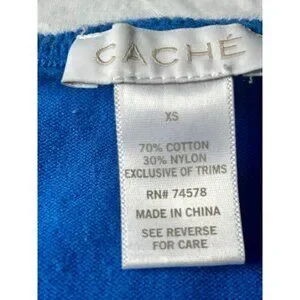 CACHÉ
XS
70% COTTON
30% NYLON
EXCLUSIVE OF TRIMS
RN# 74578
MADE IN CHINA
SEE REVERSE
FOR CARE